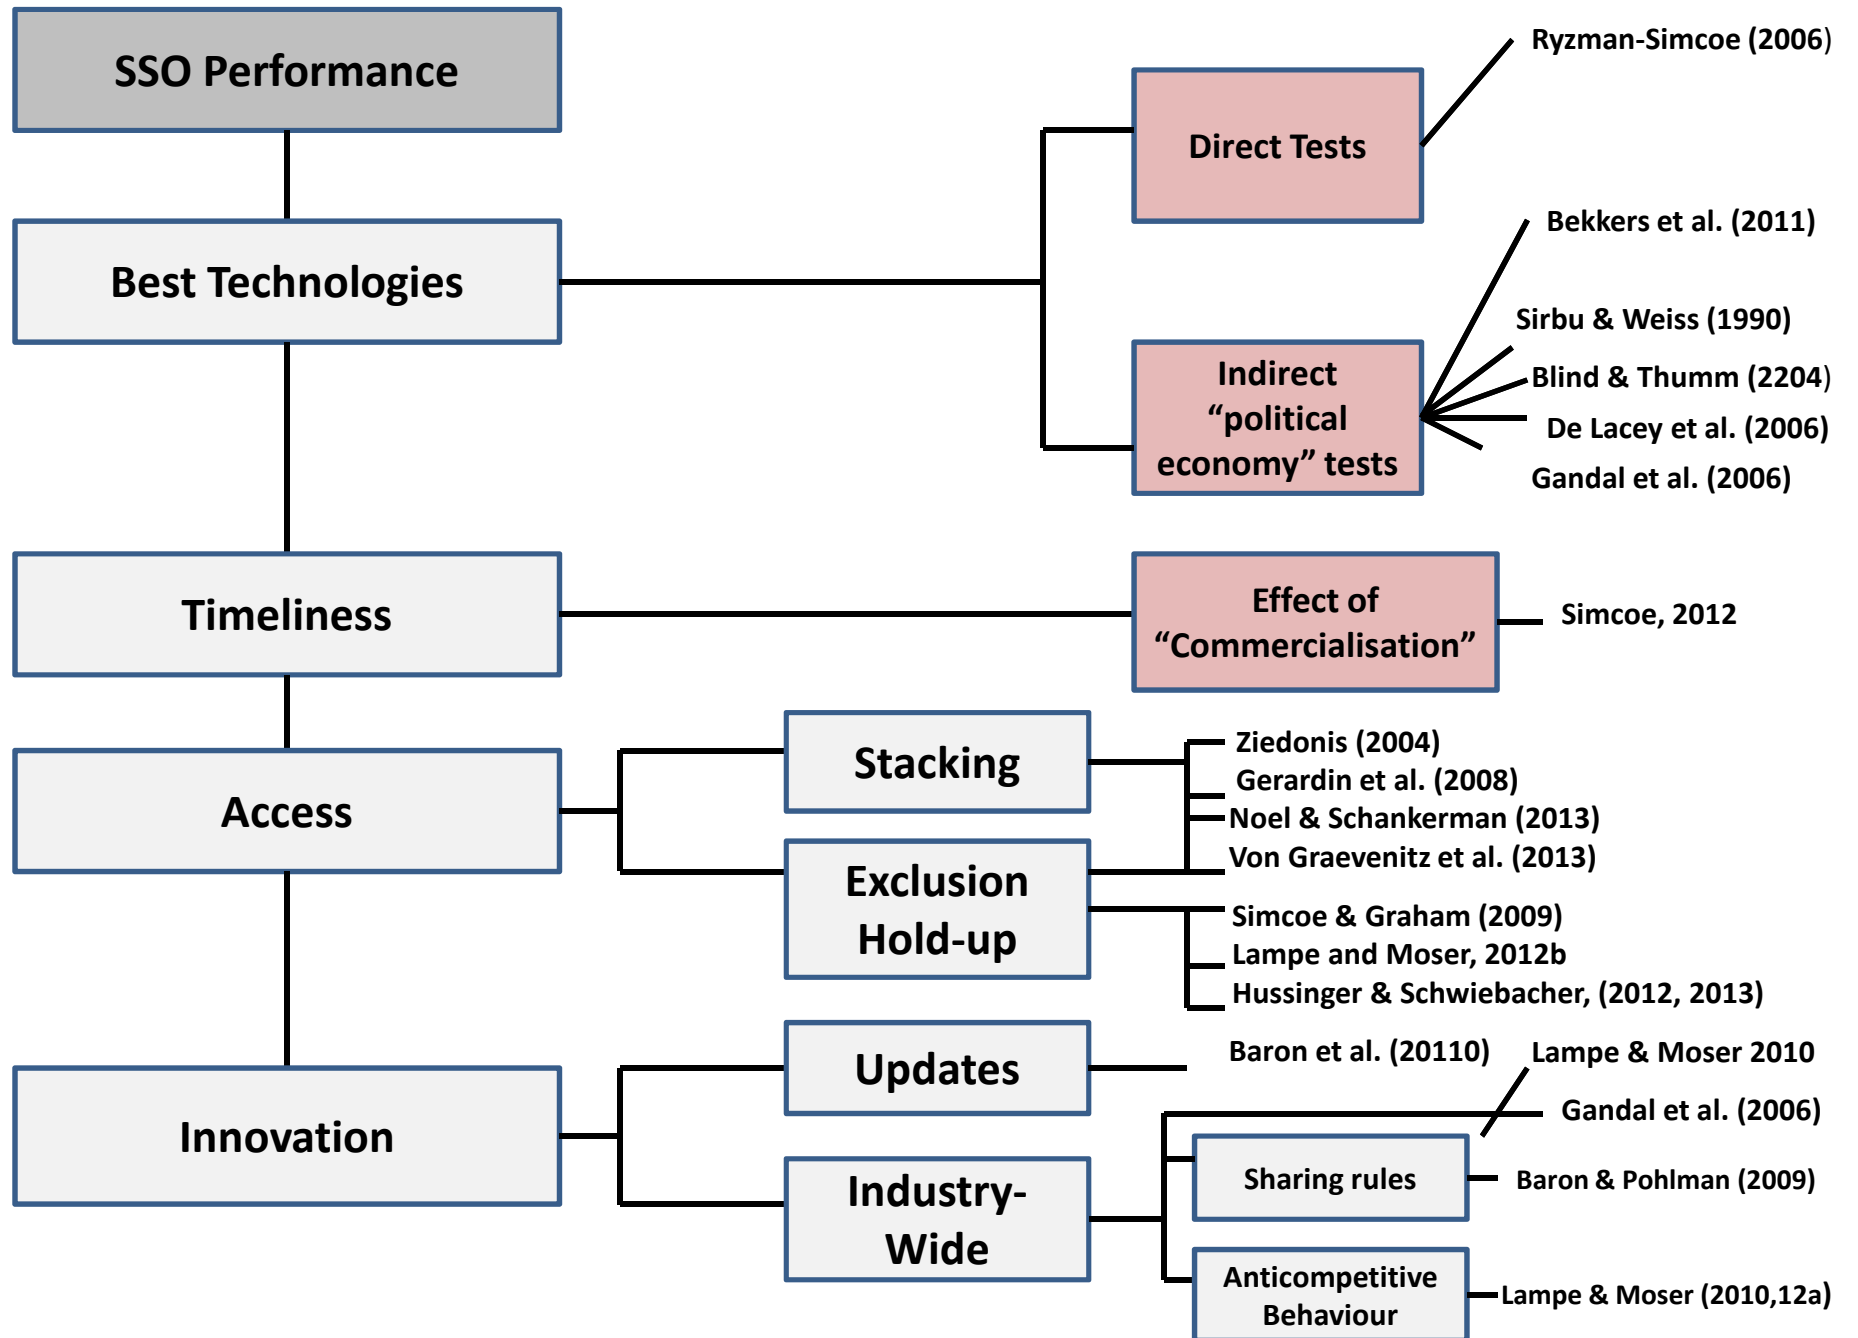 SSO Performance
Ryzman-Simcoe (2006)
Direct Tests
Best Technologies
Bekkers et al. (2011)
Sirbu & Weiss (1990)
Blind & Thumm (2204)
De Lacey et al. (2006)
Gandal et al. (2006)
Indirect
“political
economy” tests
Timeliness
Effect of
“Commercialisation”
Simcoe, 2012
Access
Stacking
Ziedonis (2004)
Gerardin et al. (2008)
Noel & Schankerman (2013)
Von Graevenitz et al. (2013)
Exclusion
Hold-up
Simcoe & Graham (2009)
Lampe and Moser, 2012b
Hussinger & Schwiebacher, (2012, 2013)
Innovation
Updates
Baron et al. (20110)
Lampe & Moser 2010
Gandal et al. (2006)
Industry-
Wide
Sharing rules
Baron & Pohlman (2009)
Anticompetitive
Behaviour
Lampe & Moser (2010,12a)